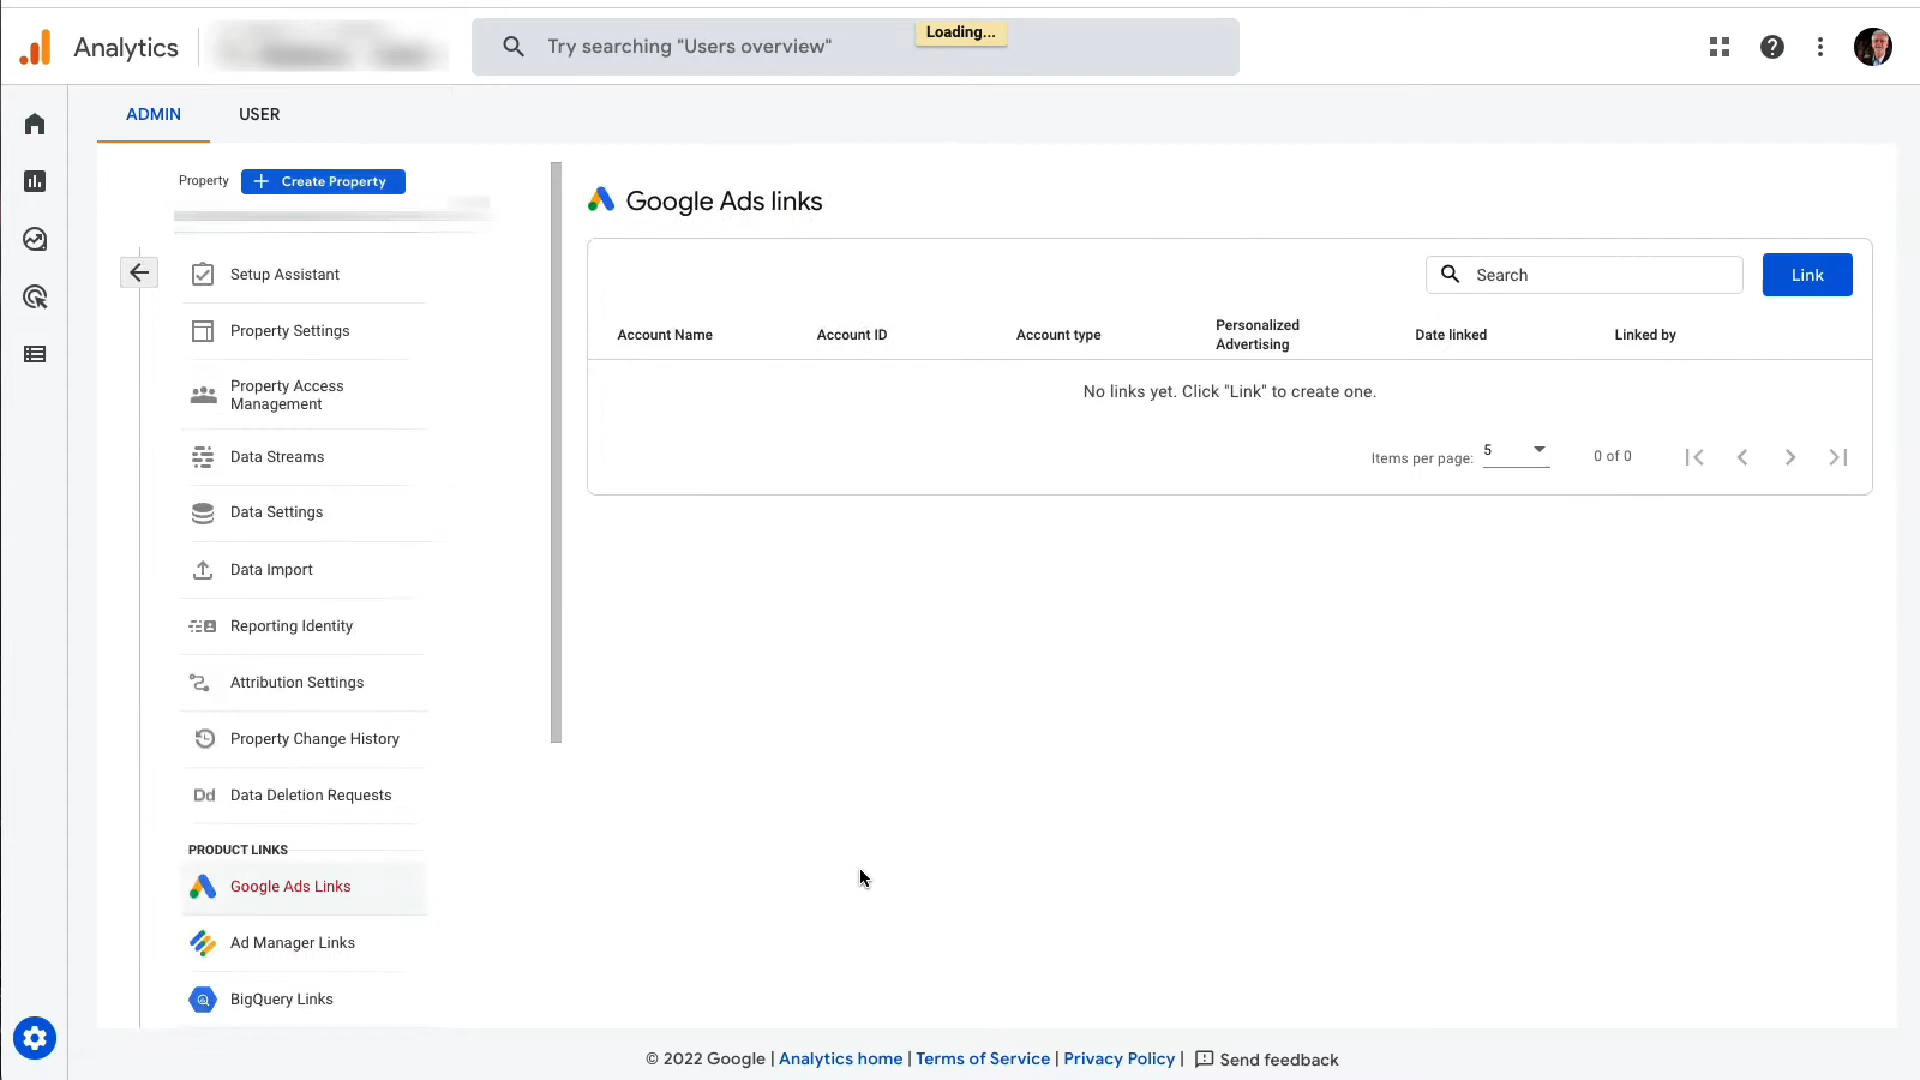 Analytics
Try searching "Users overview"
Loading...
ADMIN
USER
Property
Create Property
Setup Assistant
Property Settings
Property Access
Management
Data Streams
Data Settings
Data Import
Reporting Identity
Attribution Settings
Property Change History
Dd
Data Deletion Requests
PRODUCT LINKS
Google Ads Links
Ad Manager Links
BigQuery Links
Google Ads links
Search
Link
Account Name
Account ID
Account type
Personalized
Advertising
Date linked
Linked by
No links yet. Click "Link" to create one.
Items per page:
5
0 of 0
© 2022 Google | Analytics home | Terms of Service | Privacy Policy | Send feedback